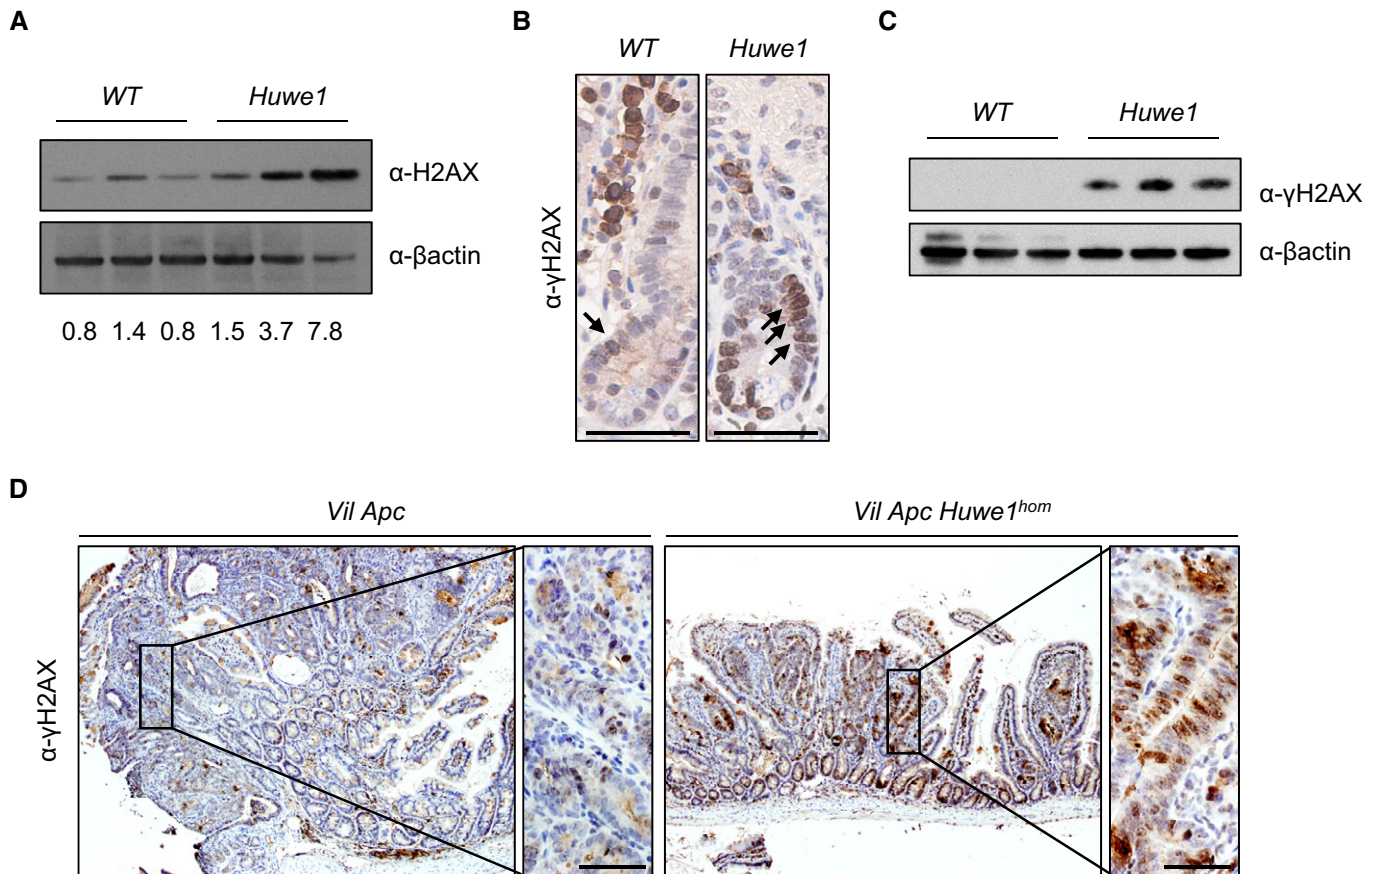 A
WT Huwe1
α-H2AX
α-βactin
0.8 1.4 0.8 1.5 3.7 7.8
B
WT Huwe1
α-γH2AX
C
WT Huwe1
α-γH2AX
α-βactin
D
Vil Apc Vil Apc Huwe1hom
α-γH2AX